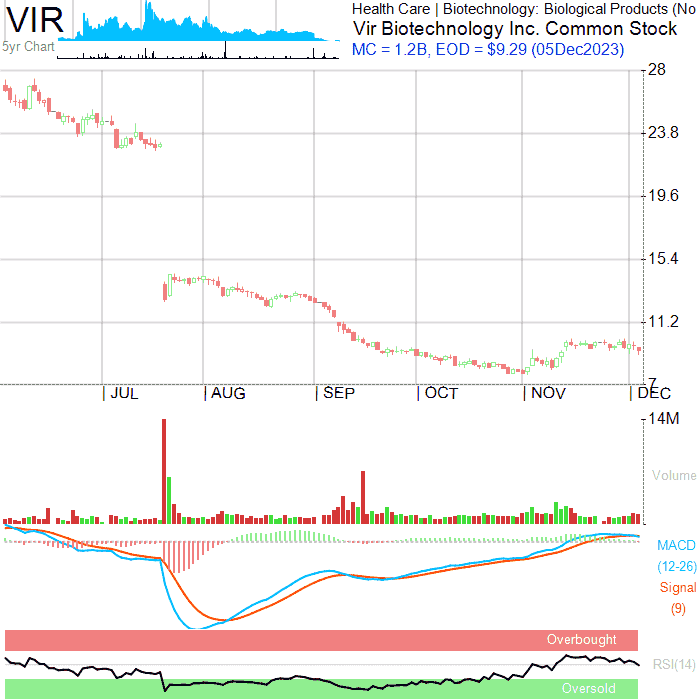 VIR
5yr Chart
Health Care | Biotechnology: Biological Products (No
Vir Biotechnology Inc. Common Stock
MC = 1.2B, EOD = $9.29 (05Dec2023)
28
23.8
19.6
15.4
11.2
7
JUL AUG SEP OCT NOV DEC
14M
Volume
MACD
(12-26)
Signal
(9)
Overbought
RSI(14)
Oversold